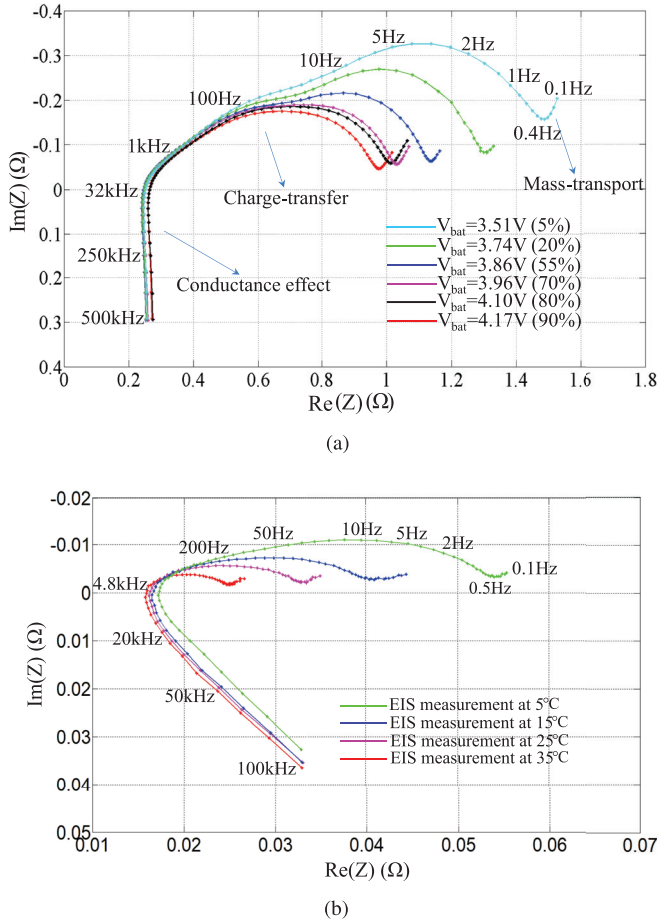 -0.4
-0.3
-0.2
-0.1
0
0.1
0.2
0.3
0.4
Im(Z) (Ω)
5Hz
2Hz
10Hz
1Hz
0.1Hz
100Hz
0.4Hz
1kHz
Mass-transport
Charge-transfer
32kHz
250kHz
Conductance effect
500kHz
V_bat=3.51V (5%)
V_bat=3.74V (20%)
V_bat=3.86V (55%)
V_bat=3.96V (70%)
V_bat=4.10V (80%)
V_bat=4.17V (90%)
0 0.2 0.4 0.6 0.8 1 1.2 1.4 1.6 1.8
Re(Z) (Ω)
(a)
-0.02
-0.01
0
0.01
0.02
0.03
0.04
0.05
Im(Z) (Ω)
200Hz
50Hz
10Hz
5Hz
2Hz
0.1Hz
0.5Hz
4.8kHz
20kHz
50kHz
100kHz
EIS measurement at 5℃
EIS measurement at 15℃
EIS measurement at 25℃
EIS measurement at 35℃
0.01 0.02 0.03 0.04 0.05 0.06 0.07
Re(Z) (Ω)
(b)